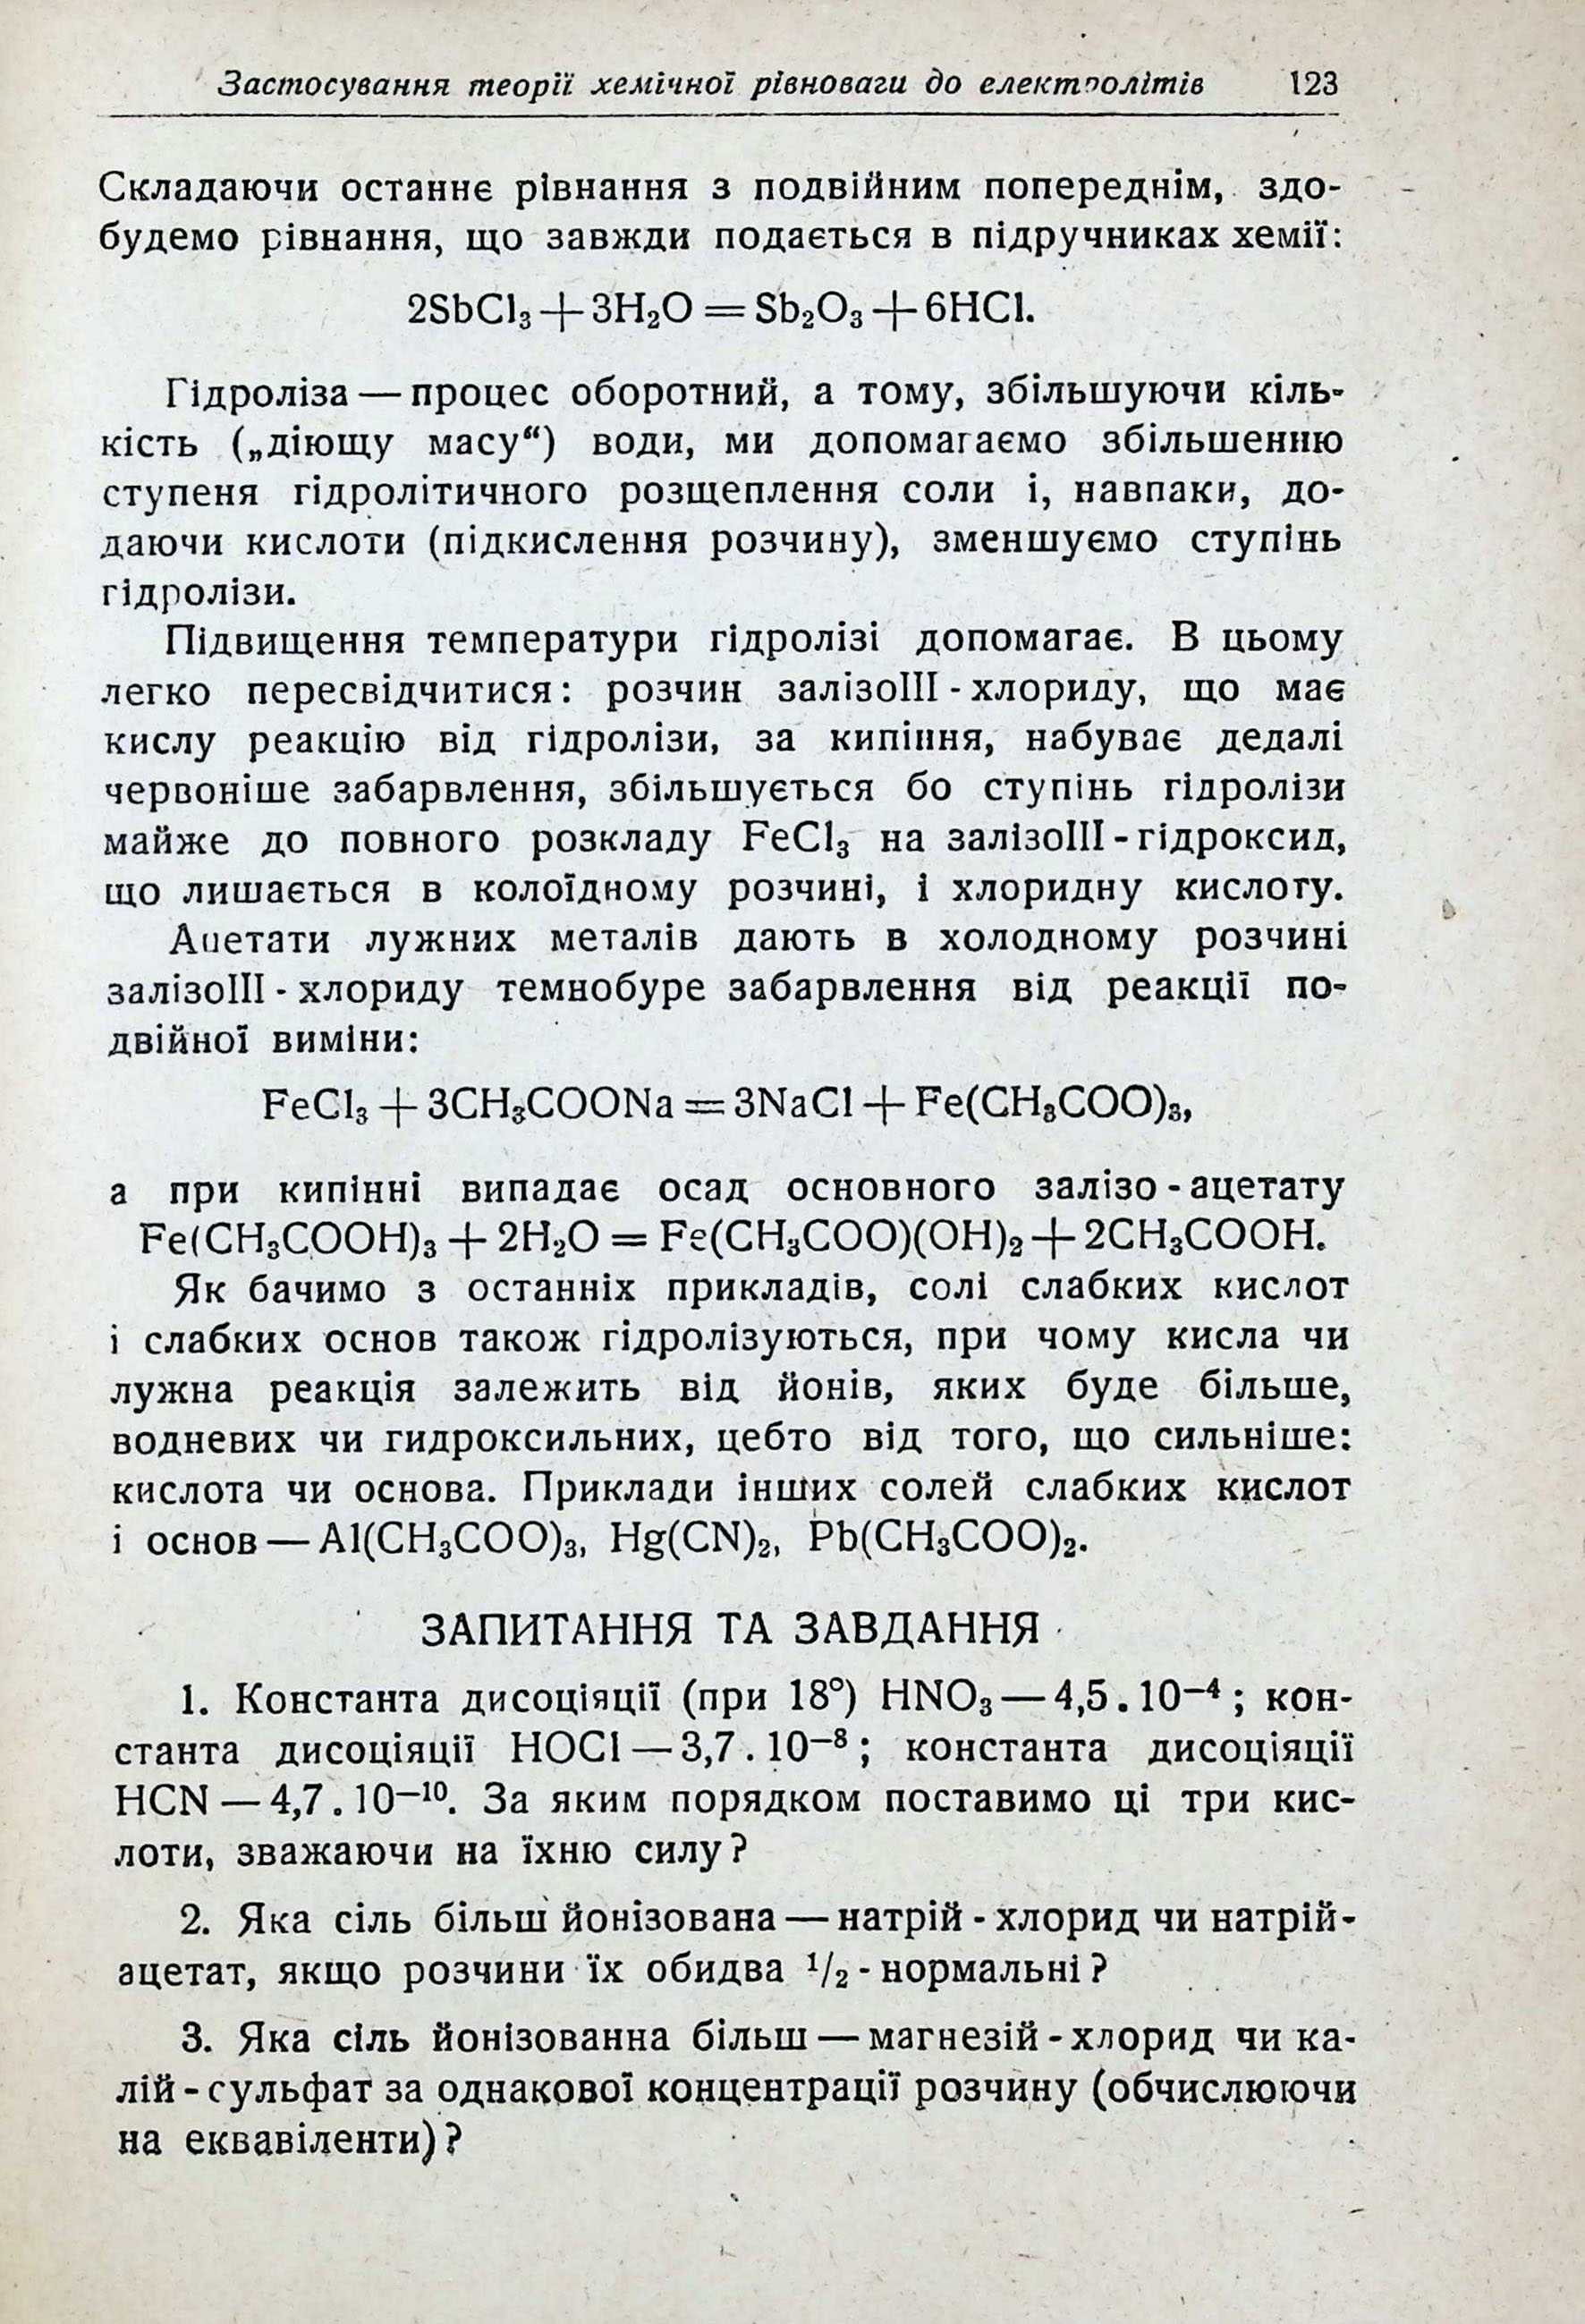 Застосування теорії хемічної рівноваги до електролітів 123
Складаючи останнє рівнання з подвійним попереднім, здо-
будемо рівнання, що завжди подається в підручниках хемії:
2SbCl₃ + 3H₂O = Sb₂O₃ + 6HCl.
Гідроліза — процес оборотний, а тому, збільшуючи кіль-
кість („діющу масу“) води, ми допомагаємо збільшенню
ступеня гідролітичного розщеплення соли і, навпаки, до-
даючи кислоти (підкислення розчину), зменшуємо ступінь
гідролізи.
Підвищення температури гідролізі допомагає. В цьому
легко пересвідчитися: розчин залізоIII - хлориду, що має
кислу реакцію від гідролізи, за кипіння, набуває дедалі
червоніше забарвлення, збільшується бо ступінь гідролізи
майже до повного розкладу FeCl₃ на залізоIII - гідроксид,
що лишається в колоїдному розчині, і хлоридну кислоту.
Ацетати лужних металів дають в холодному розчині
залізоIII - хлориду темнобуре забарвлення від реакції по-
двійної виміни:
FeCl₃ + 3CH₃COONa = 3NaCl + Fe(CH₃COO)₃,
а при кипінні випадає осад основного залізо - ацетату
Fe(CH₃COOH)₃ + 2H₂O = Fe(CH₃COO)(OH)₂ + 2CH₃COOH.
Як бачимо з останніх прикладів, солі слабких кислот
і слабких основ також гідролізуються, при чому кисла чи
лужна реакція залежить від йонів, яких буде більше,
водневих чи гидроксильних, цебто від того, що сильніше:
кислота чи основа. Приклади інших солей слабких кислот
і основ — Al(CH₃COO)₃, Hg(CN)₂, Pb(CH₃COO)₂.
ЗАПИТАННЯ ТА ЗАВДАННЯ
1. Константа дисоціяції (при 18°) HNO₃ — 4,5 . 10⁻⁴ ; кон-
станта дисоціяції HOCl — 3,7 . 10⁻⁸ ; константа дисоціяції
HCN — 4,7 . 10⁻¹⁰. За яким порядком поставимо ці три кис-
лоти, зважаючи на їхню силу?
2. Яка сіль більш йонізована — натрій - хлорид чи натрій-
ацетат, якщо розчини їх обидва ¹/₂ - нормальні?
3. Яка сіль йонізованна більш — магнезій - хлорид чи ка-
лій - сульфат за однакової концентрації розчину (обчислюючи
на еквавіленти)?